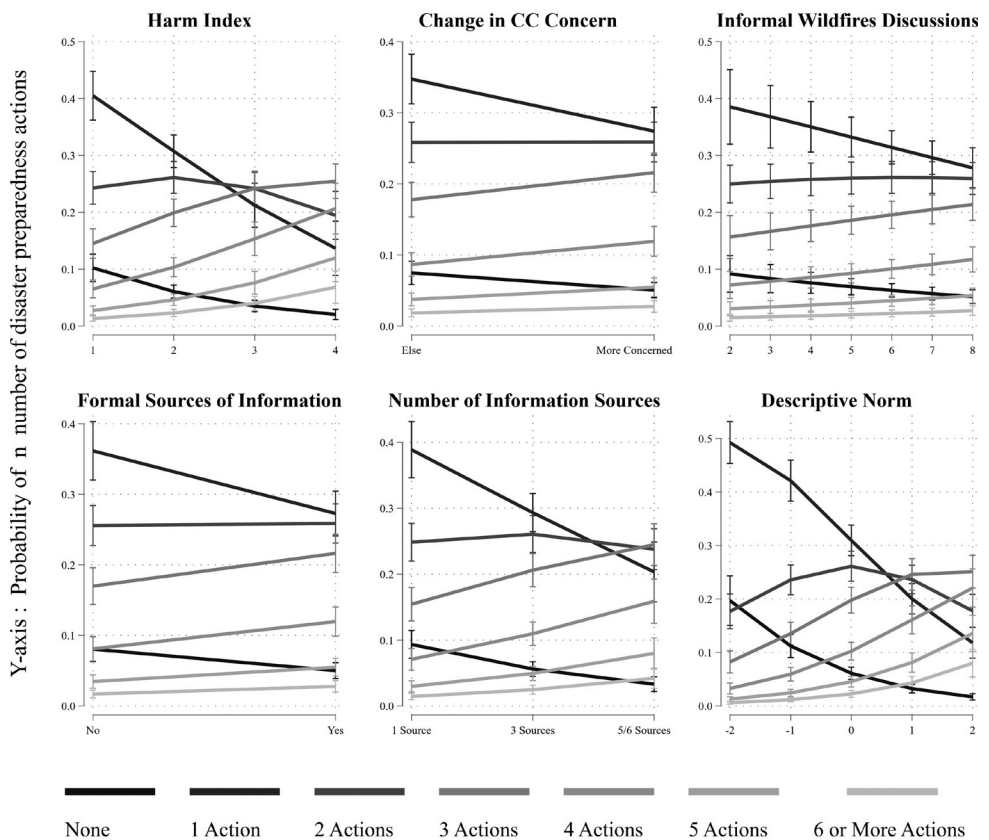 Harm Index
Change in CC Concern
Informal Wildfires Discussions
Y-axis : Probability of n number of disaster preparedness actions
0.5
0.4
0.3
0.2
0.1
0.0
1 2 3 4
0.4
0.3
0.2
0.1
0.0
Else More Concerned
0.5
0.4
0.3
0.2
0.1
0.0
2 3 4 5 6 7 8
Formal Sources of Information
Number of Information Sources
Descriptive Norm
0.4
0.3
0.2
0.1
0.0
No Yes
0.4
0.3
0.2
0.1
0.0
1 Source 3 Sources 5/6 Sources
0.5
0.4
0.3
0.2
0.1
0.0
-2 -1 0 1 2
None 1 Action 2 Actions 3 Actions 4 Actions 5 Actions 6 or More Actions